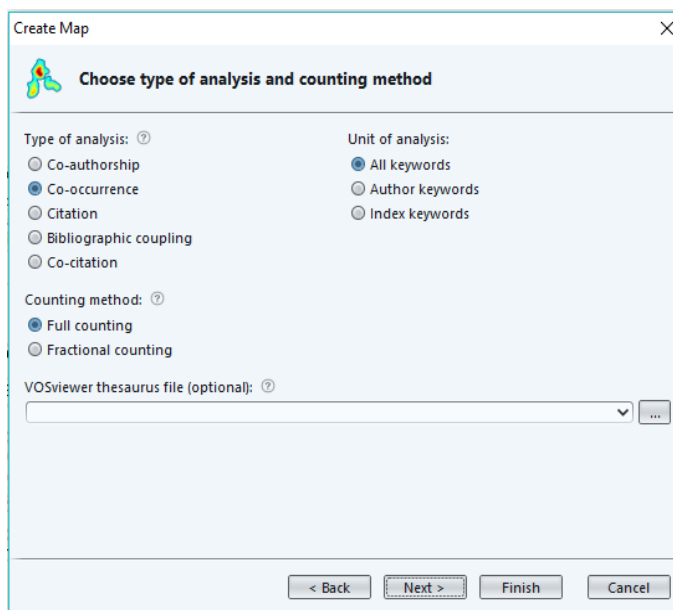 Create Map
Choose type of analysis and counting method
Type of analysis:
Unit of analysis:
Co-authorship
All keywords
Co-occurrence
Author keywords
Citation
Index keywords
Bibliographic coupling
Co-citation
Counting method:
Full counting
Fractional counting
VOSviewer thesaurus file (optional):
...
< Back
Next >
Finish
Cancel